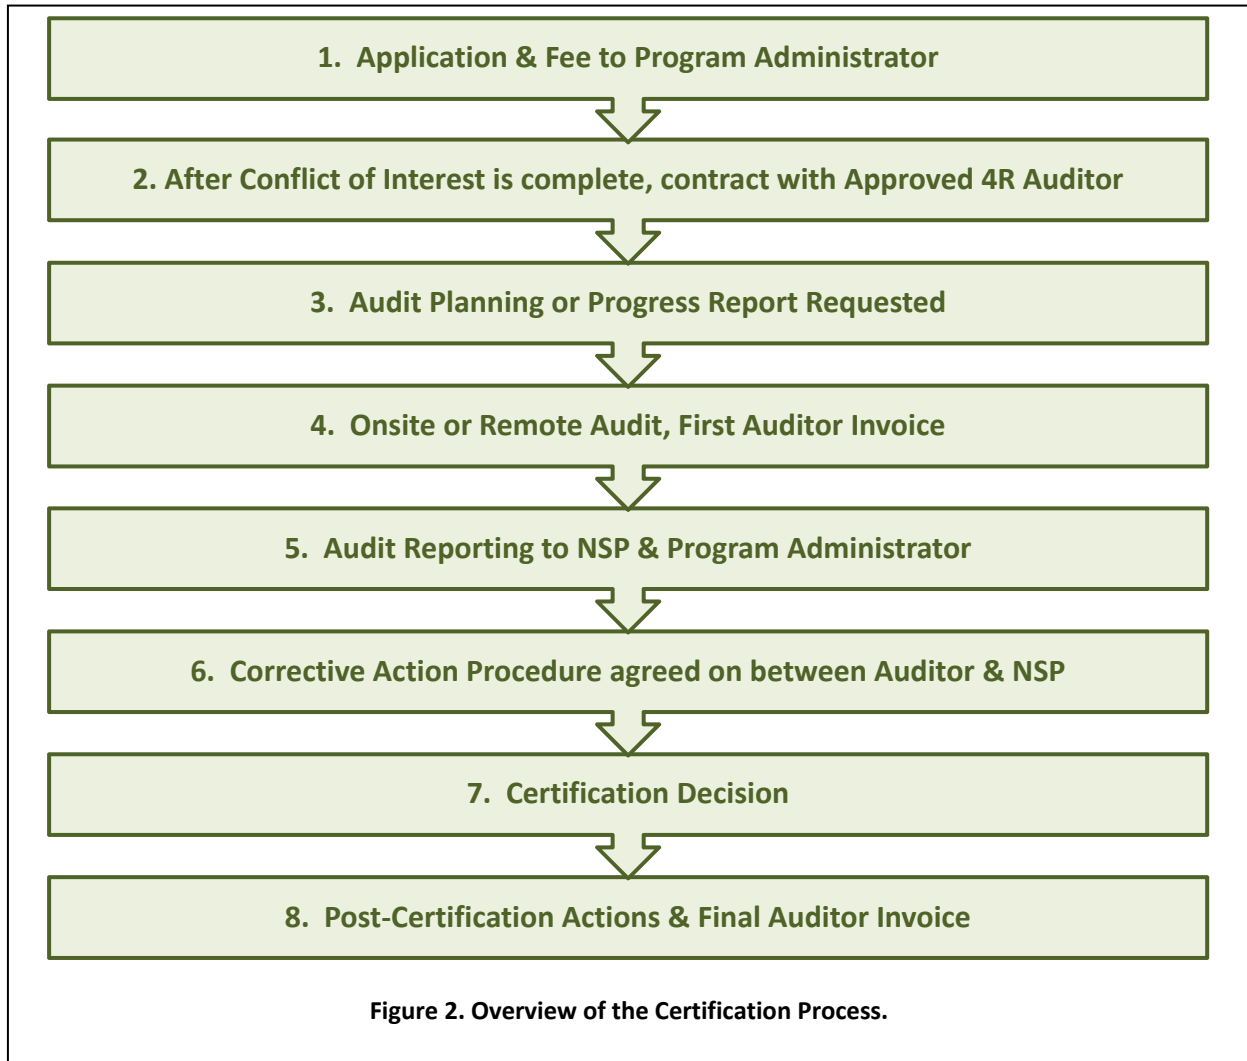 1. Application & Fee to Program Administrator
2. After Conflict of Interest is complete, contract with Approved 4R Auditor
3. Audit Planning or Progress Report Requested
4. Onsite or Remote Audit, First Auditor Invoice
5. Audit Reporting to NSP & Program Administrator
6. Corrective Action Procedure agreed on between Auditor & NSP
7. Certification Decision
8. Post-Certification Actions & Final Auditor Invoice
Figure 2. Overview of the Certification Process.